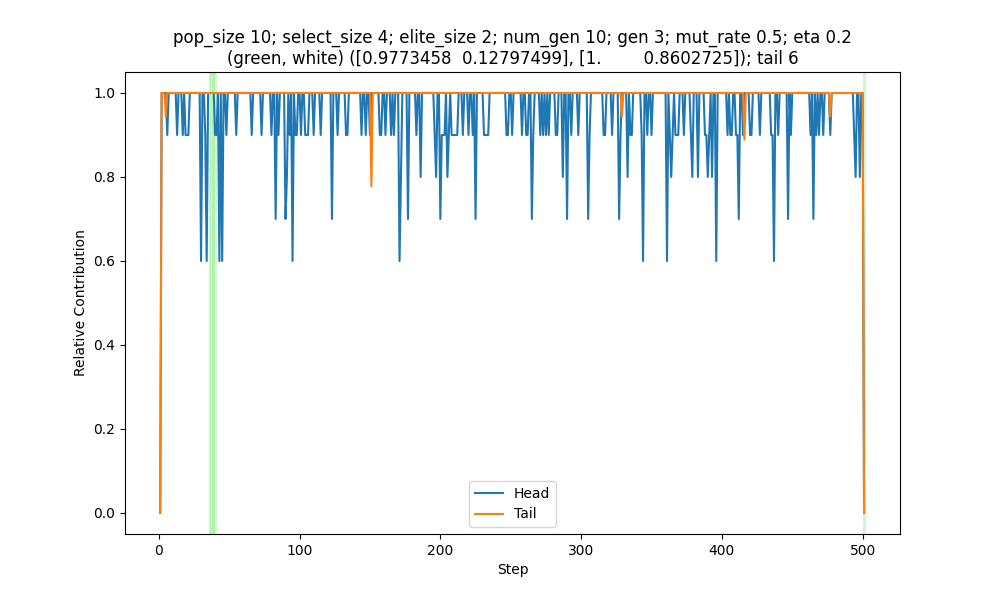 pop_size 10; select_size 4; elite_size 2; num_gen 10; gen 3; mut_rate 0.5; eta 0.2
(green, white) ([0.9773458  0.12797499], [1.        0.8602725]); tail 6
Relative Contribution
1.0
0.8
0.6
0.4
0.2
0.0
Head
Tail
0
100
200
300
400
500
Step